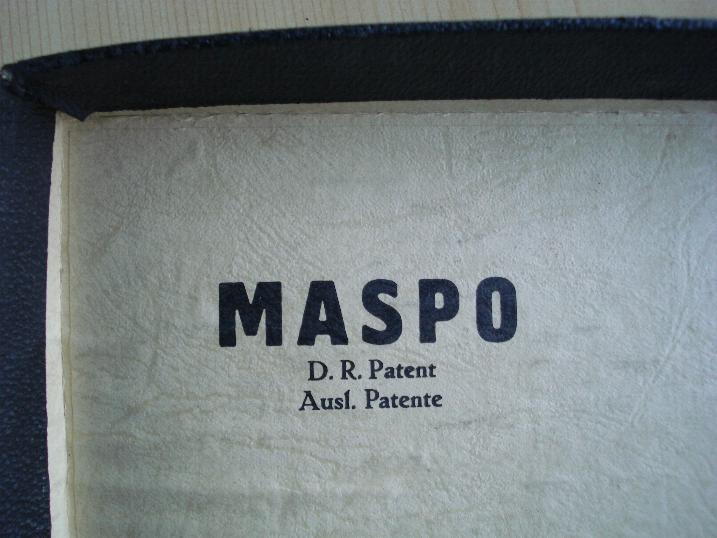 MASPO
D. R. Patent
Ausl. Patente